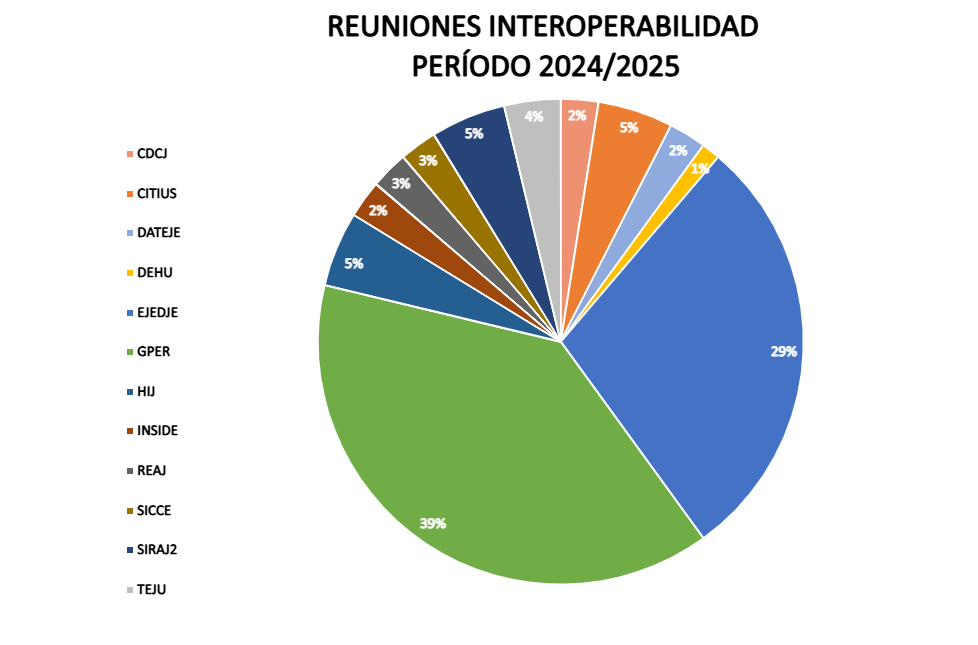 REUNIONES INTEROPERABILIDAD
PERÍODO 2024/2025
CDCJ
CITIUS
DATEJE
DEHU
EJEDJE
GPER
HIJ
INSIDE
REAJ
SICCE
SIRAJ2
TEJU
2%
5%
2%
1%
29%
39%
5%
2%
3%
3%
5%
4%